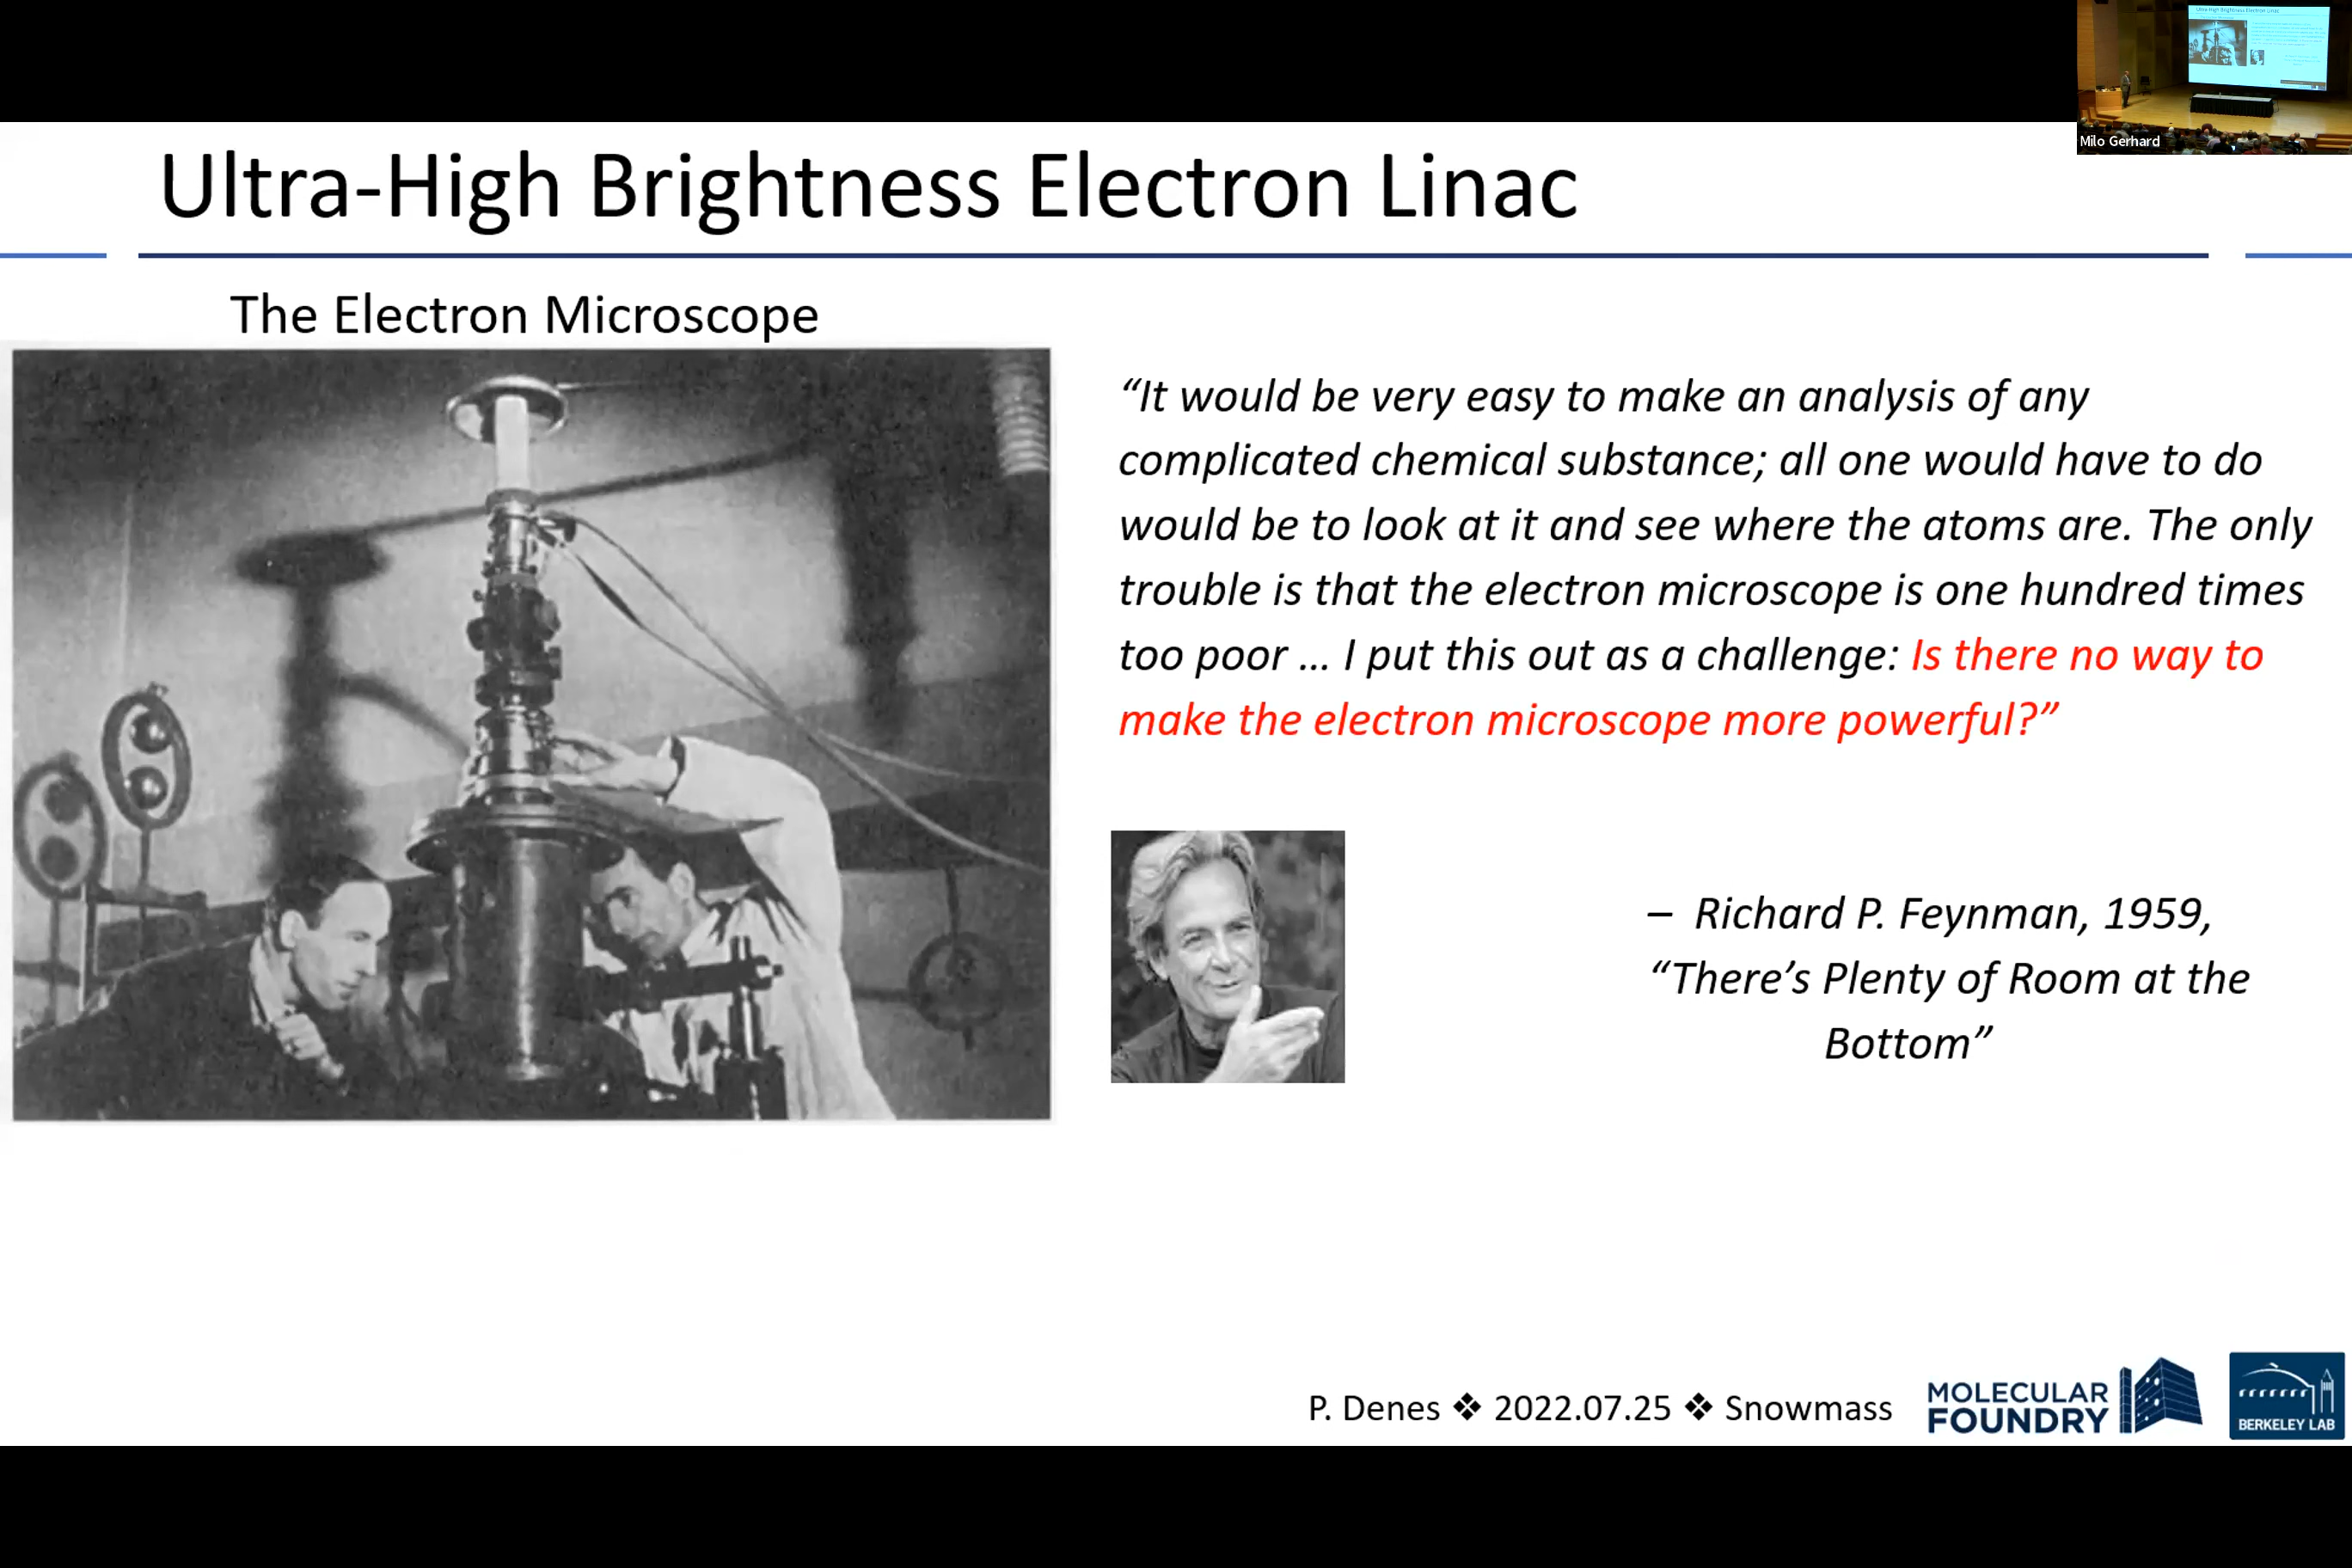 Milo Gerhard
Ultra-High Brightness Electron Linac
The Electron Microscope
“It would be very easy to make an analysis of any
complicated chemical substance; all one would have to do
would be to look at it and see where the atoms are. The only
trouble is that the electron microscope is one hundred times
too poor … I put this out as a challenge: Is there no way to
make the electron microscope more powerful?”
– Richard P. Feynman, 1959,
“There’s Plenty of Room at the
Bottom”
P. Denes ❖ 2022.07.25 ❖ Snowmass
MOLECULAR
FOUNDRY
BERKELEY LAB